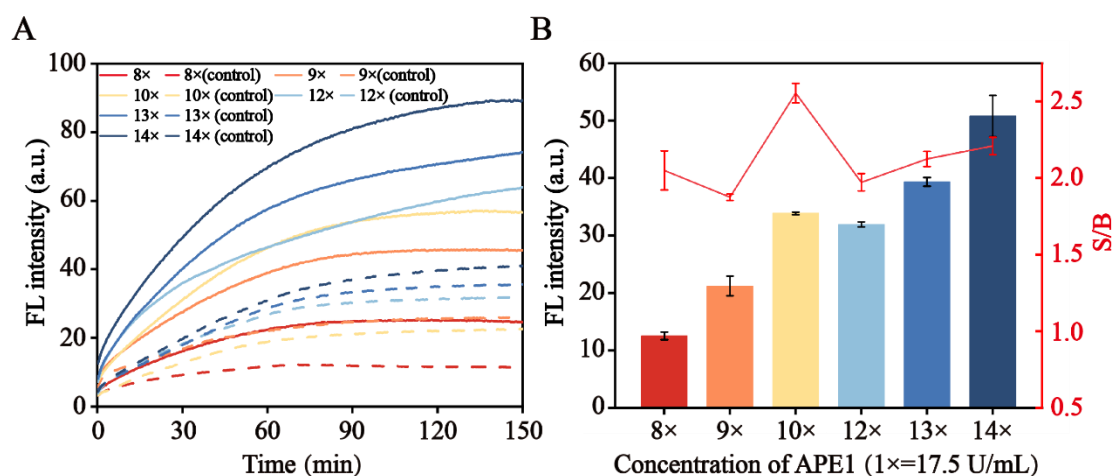 A
FL intensity (a.u.)
100
80
60
40
20
0
8× 8×(control) 9× 9×(control)
10× 10× (control) 12× 12× (control)
13× 13× (control)
14× 14× (control)
0 30 60 90 120 150
Time (min)
B
FL intensity (a.u.)
60
50
40
30
20
10
0
2.5
2.0
1.5
1.0
0.5
S/B
8× 9× 10× 12× 13× 14×
Concentration of APE1 (1×=17.5 U/mL)